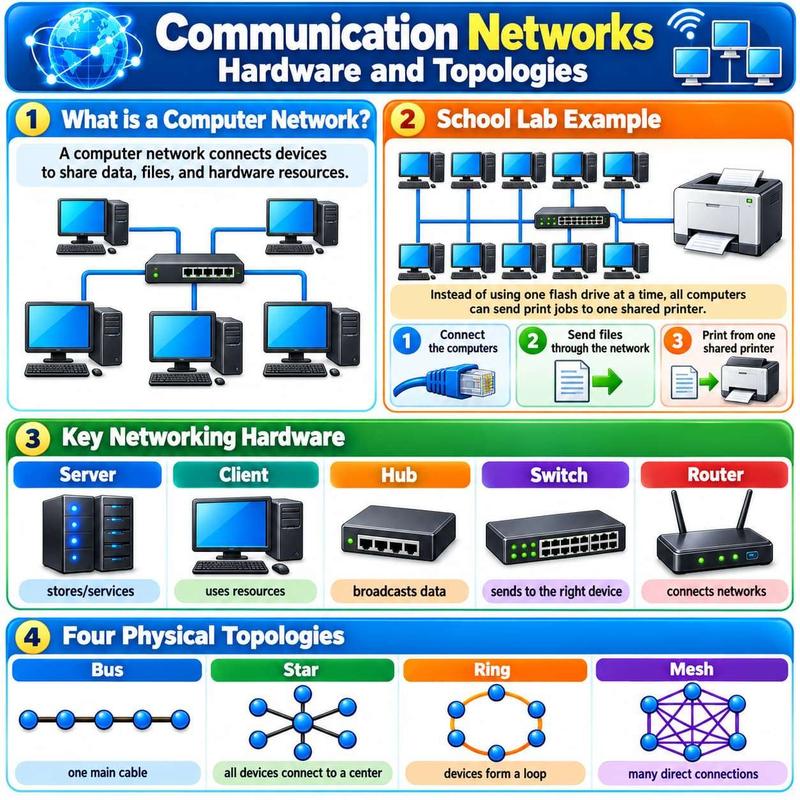 Communication Networks
Hardware and Topologies
1 What is a Computer Network?
A computer network connects devices
to share data, files, and hardware resources.
2 School Lab Example
Instead of using one flash drive at a time, all computers
can send print jobs to one shared printer.
1 Connect
the computers
2 Send files
through the network
3 Print from one
shared printer
3 Key Networking Hardware
Server
stores/services
Client
uses resources
Hub
broadcasts data
Switch
sends to the right device
Router
connects networks
4 Four Physical Topologies
Bus
one main cable
Star
all devices connect to a center
Ring
devices form a loop
Mesh
many direct connections